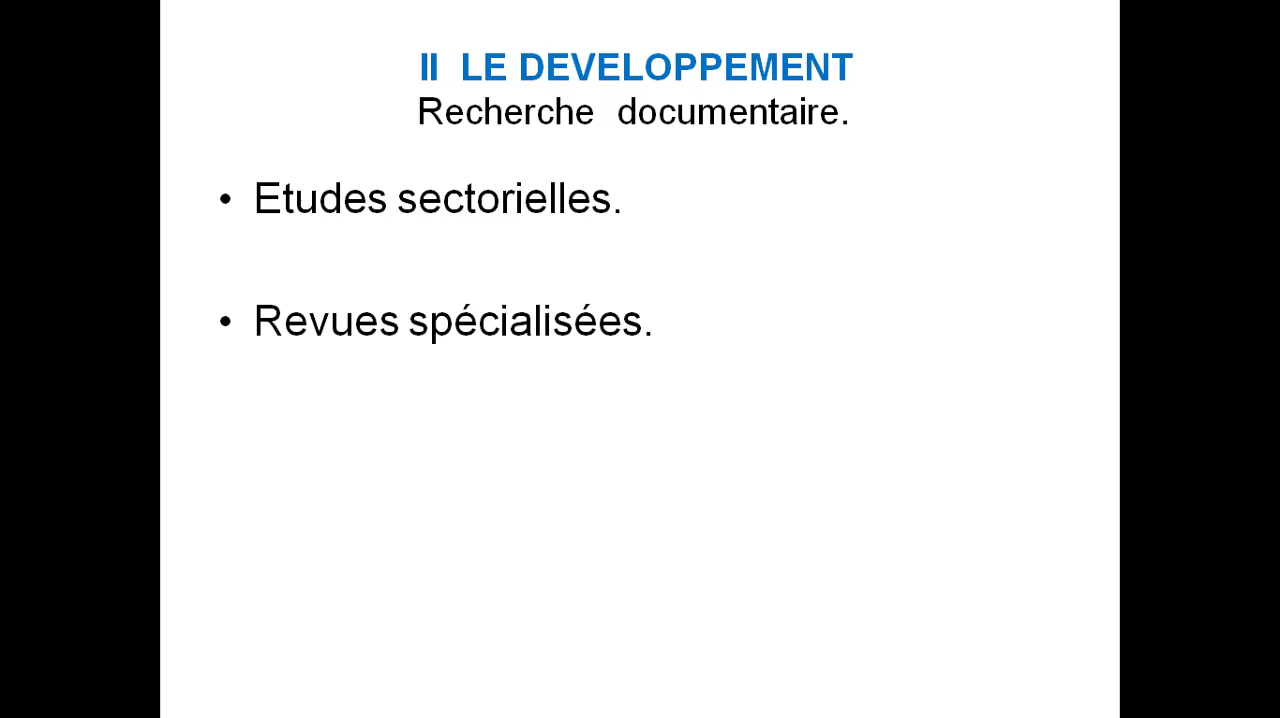 II LE DEVELOPPEMENT
Recherche documentaire.
• Etudes sectorielles.
• Revues spécialisées.